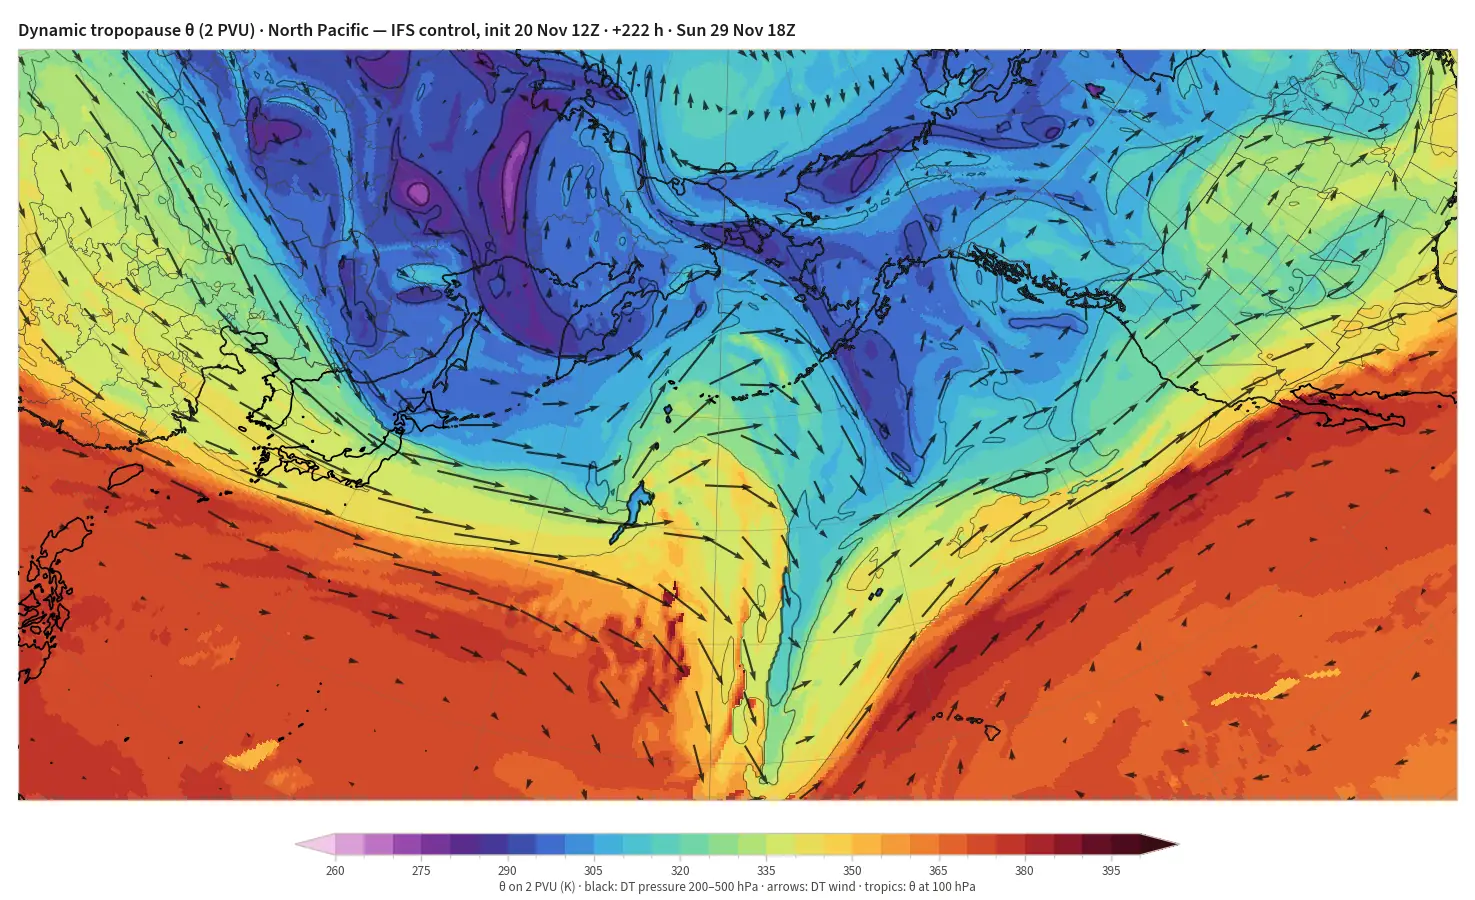 Dynamic tropopause θ (2 PVU) · North Pacific — IFS control, init 20 Nov 12Z · +222 h · Sun 29 Nov 18Z
260 275 290 305 320 335 350 365 380 395
θ on 2 PVU (K) · black: DT pressure 200–500 hPa · arrows: DT wind · tropics: θ at 100 hPa